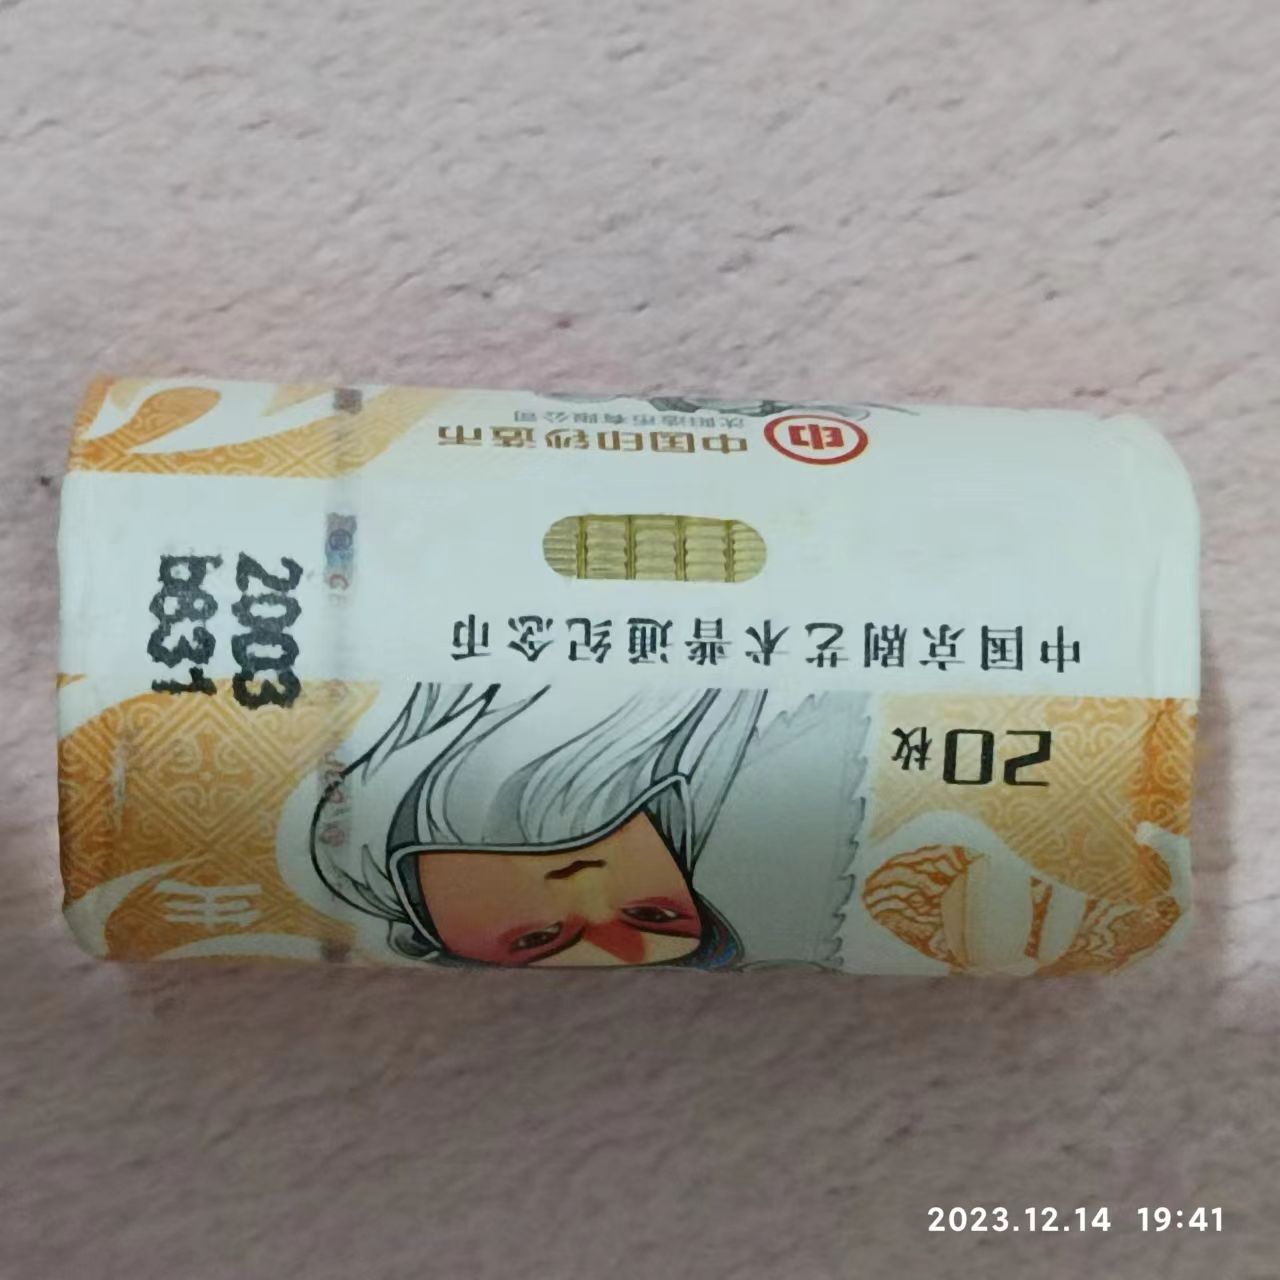 20枚
中国京剧艺术普通纪念币
中国印钞造币
沈阳造币有限公司
2003
b831
2023.12.14 19:41